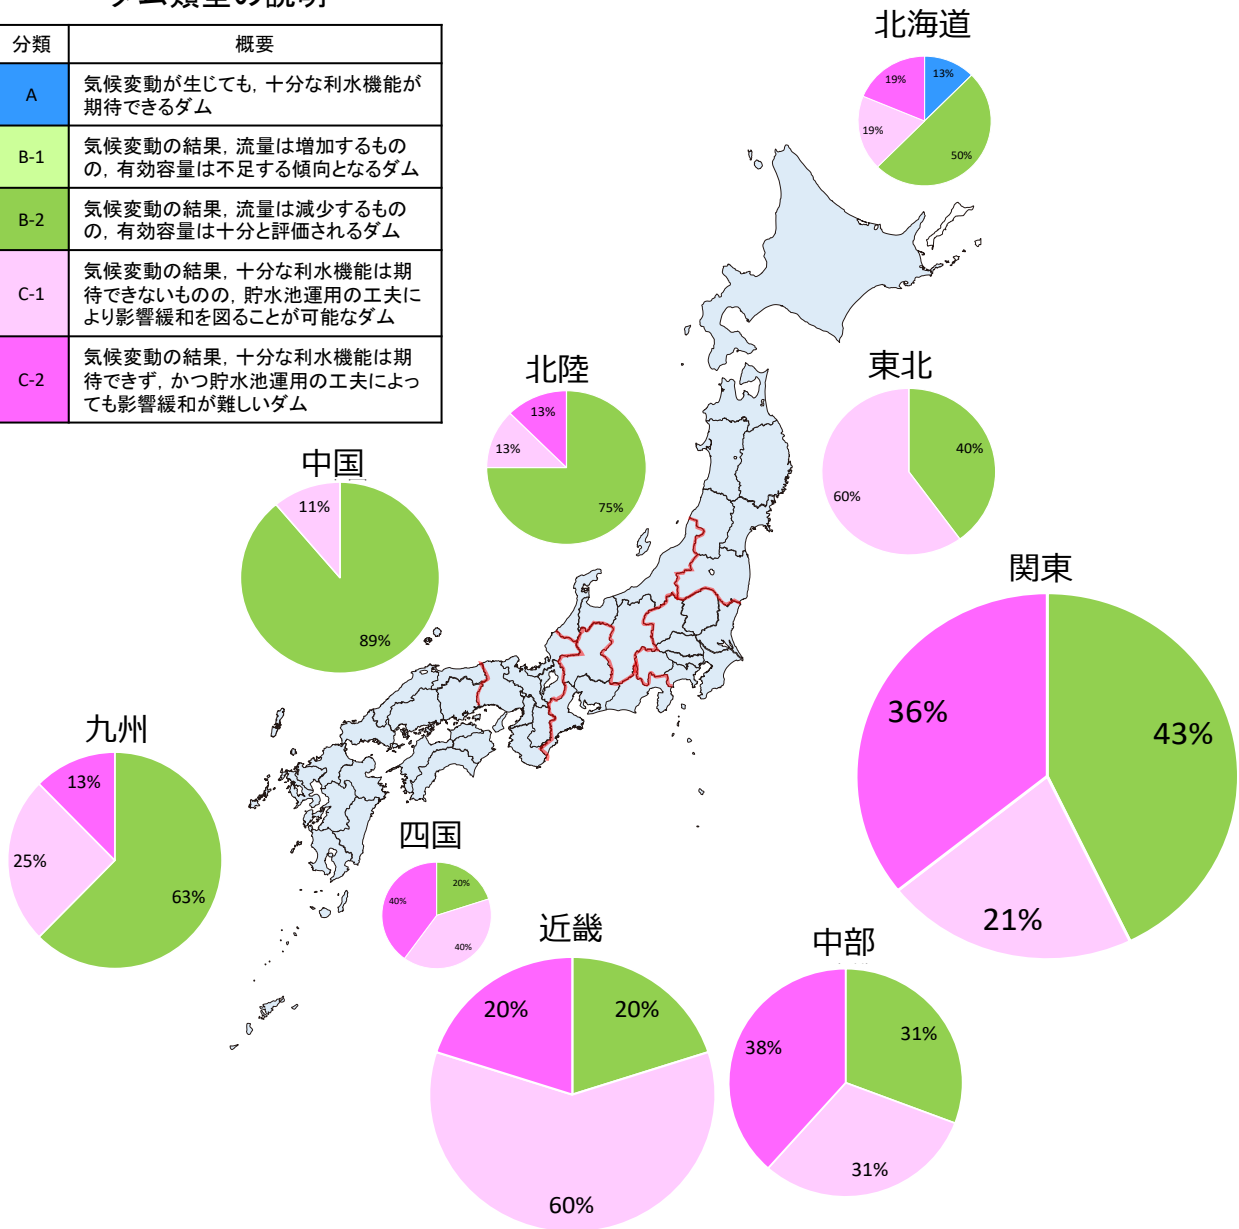 ダム類型の説明
分類
概要
A
気候変動が生じても, 十分な利水機能が
期待できるダム
B-1
気候変動の結果, 流量は増加するもの
の, 有効容量は不足する傾向となるダム
B-2
気候変動の結果, 流量は減少するもの
の, 有効容量は十分と評価されるダム
C-1
気候変動の結果, 十分な利水機能は期
待できないものの, 貯水池運用の工夫に
より影響緩和を図ることが可能なダム
C-2
気候変動の結果, 十分な利水機能は期
待できず, かつ貯水池運用の工夫によっ
ても影響緩和が難しいダム
北海道
19%
13%
19%
50%
北陸
13%
13%
75%
東北
40%
60%
中国
11%
89%
関東
36%
43%
21%
九州
13%
25%
63%
四国
20%
40%
40%
近畿
20%
20%
60%
中部
31%
38%
31%